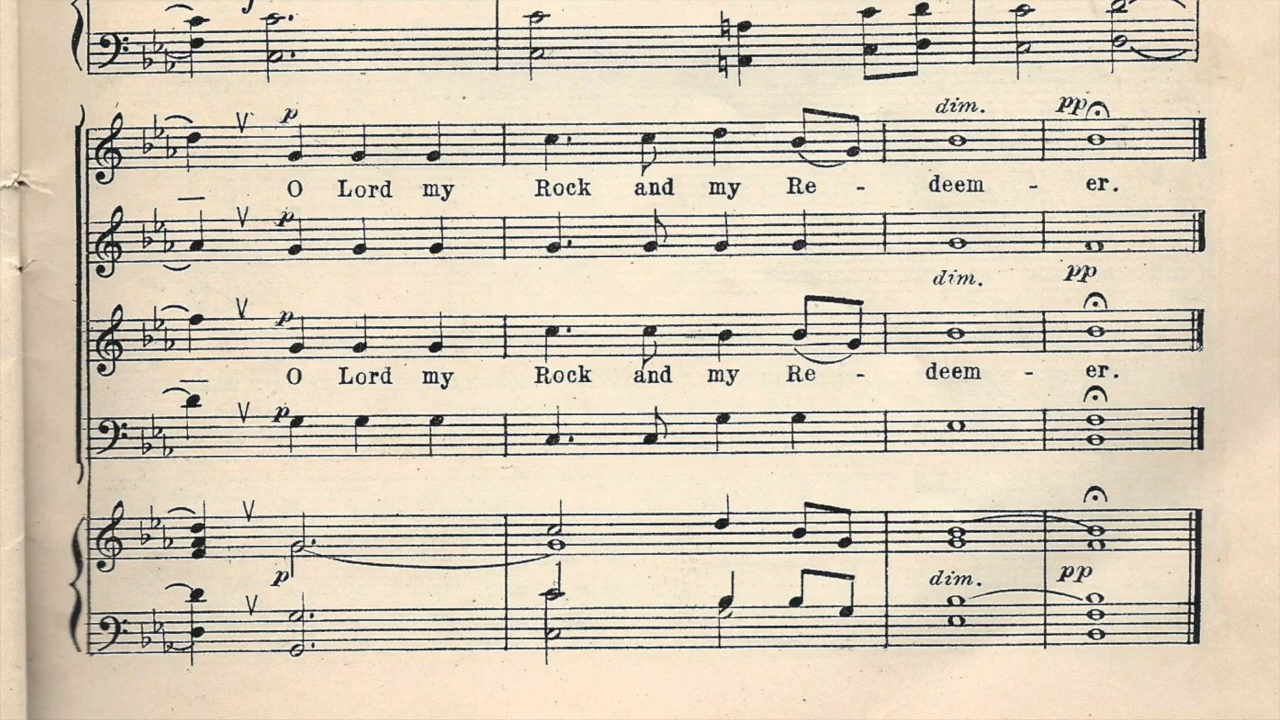 dim. pp
p
O Lord my Rock and my Re - deem - er.
p
dim. pp
p
O Lord my Rock and my Re - deem - er.
p
p
dim. pp